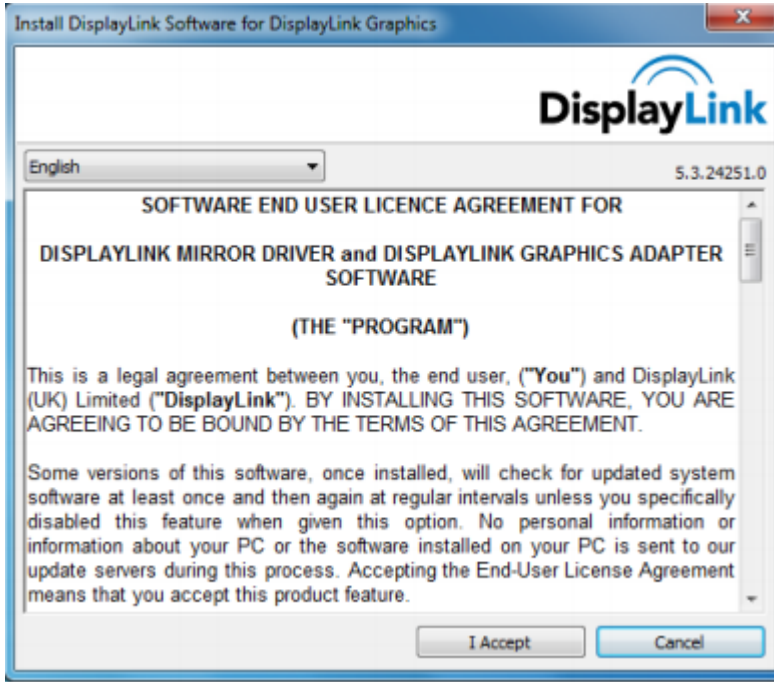 Install DisplayLink Software for DisplayLink Graphics
DisplayLink
English
5.3.24251.0
SOFTWARE END USER LICENCE AGREEMENT FOR
DISPLAYLINK MIRROR DRIVER and DISPLAYLINK GRAPHICS ADAPTER
SOFTWARE
(THE "PROGRAM")
This is a legal agreement between you, the end user, ("You") and DisplayLink
(UK) Limited ("DisplayLink"). BY INSTALLING THIS SOFTWARE, YOU ARE
AGREEING TO BE BOUND BY THE TERMS OF THIS AGREEMENT.
Some versions of this software, once installed, will check for updated system
software at least once and then again at regular intervals unless you specifically
disabled this feature when given this option. No personal information or
information about your PC or the software installed on your PC is sent to our
update servers during this process. Accepting the End-User License Agreement
means that you accept this product feature.
I Accept
Cancel